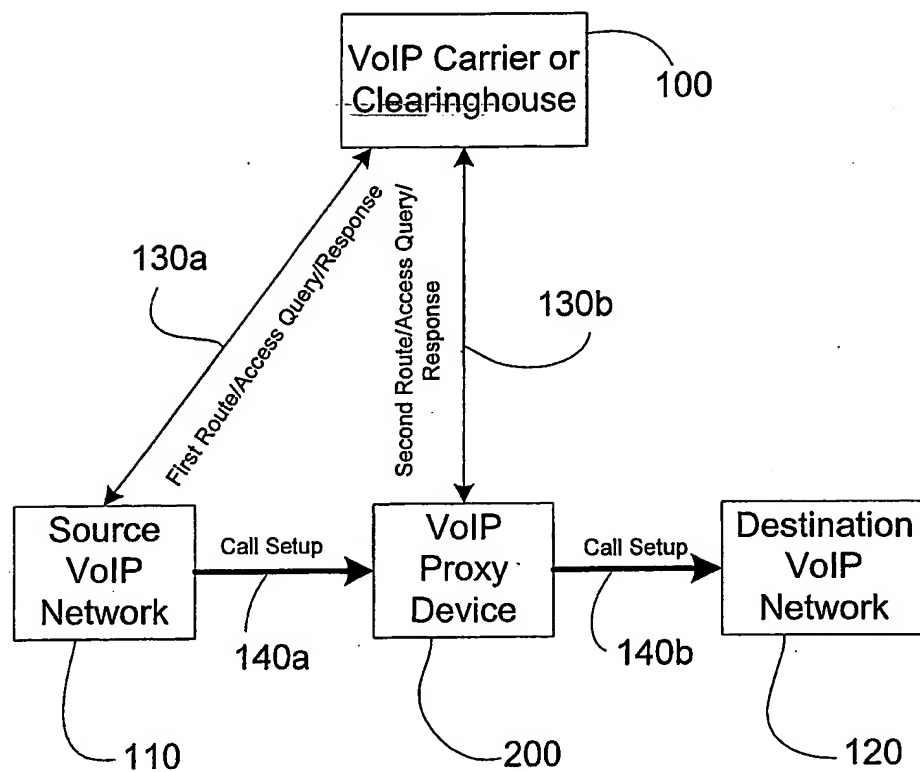 VoIP Carrier or
Clearinghouse
100
130a
First Route/Access Query/Response
Second Route/Access Query/
Response
130b
Source
VoIP
Network
Call Setup
VoIP
Proxy
Device
Call Setup
Destination
VoIP
Network
140a
140b
110
200
120